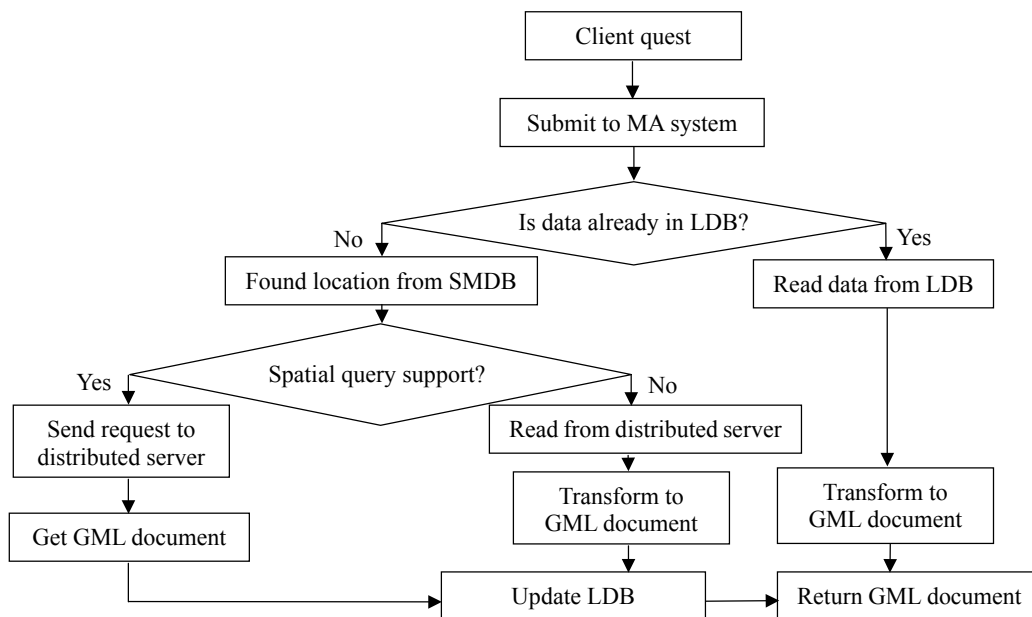 Client quest
Submit to MA system
Is data already in LDB?
No
Yes
Found location from SMDB
Read data from LDB
Spatial query support?
Yes
No
Send request to
distributed server
Read from distributed server
Transform to
GML document
Transform to
GML document
Get GML document
Update LDB
Return GML document